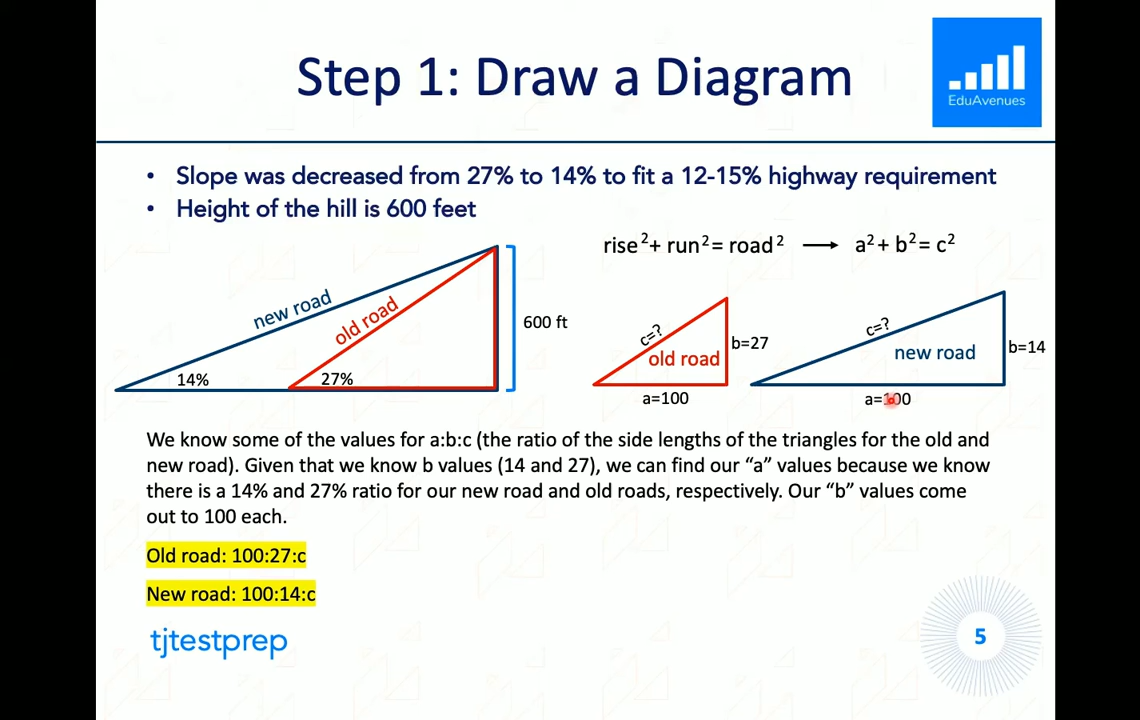 Step 1: Draw a Diagram
EduAvenues
• Slope was decreased from 27% to 14% to fit a 12-15% highway requirement
• Height of the hill is 600 feet
rise² + run² = road² → a² + b² = c²
new road
old road
14%
27%
600 ft
c=?
old road
b=27
a=100
c=?
new road
b=14
a=100
We know some of the values for a:b:c (the ratio of the side lengths of the triangles for the old and
new road). Given that we know b values (14 and 27), we can find our “a” values because we know
there is a 14% and 27% ratio for our new road and old roads, respectively. Our “b” values come
out to 100 each.
Old road: 100:27:c
New road: 100:14:c
tjtestprep
5